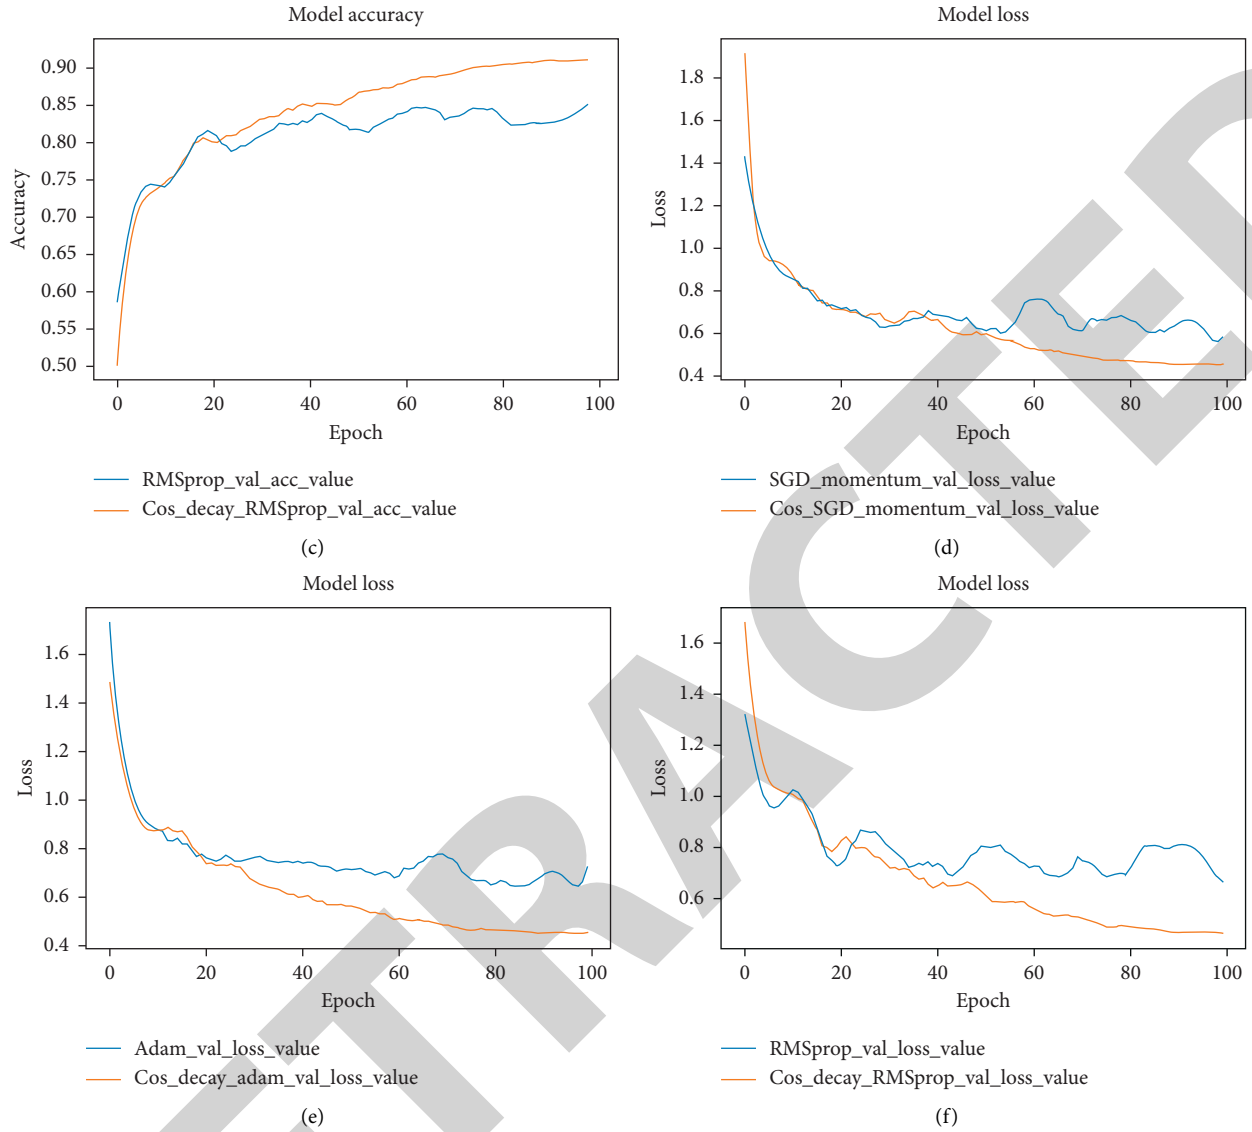 Model accuracy
0.90
0.85
0.80
0.75
0.70
0.65
0.60
0.55
0.50
Accuracy
0 20 40 60 80 100
Epoch
RMSprop_val_acc_value
Cos_decay_RMSprop_val_acc_value
(c)
Model loss
1.8
1.6
1.4
1.2
1.0
0.8
0.6
0.4
Loss
0 20 40 60 80 100
Epoch
SGD_momentum_val_loss_value
Cos_SGD_momentum_val_loss_value
(d)
Model loss
1.6
1.4
1.2
1.0
0.8
0.6
0.4
Loss
0 20 40 60 80 100
Epoch
Adam_val_loss_value
Cos_decay_adam_val_loss_value
(e)
Model loss
1.6
1.4
1.2
1.0
0.8
0.6
Loss
0 20 40 60 80 100
Epoch
RMSprop_val_loss_value
Cos_decay_RMSprop_val_loss_value
(f)